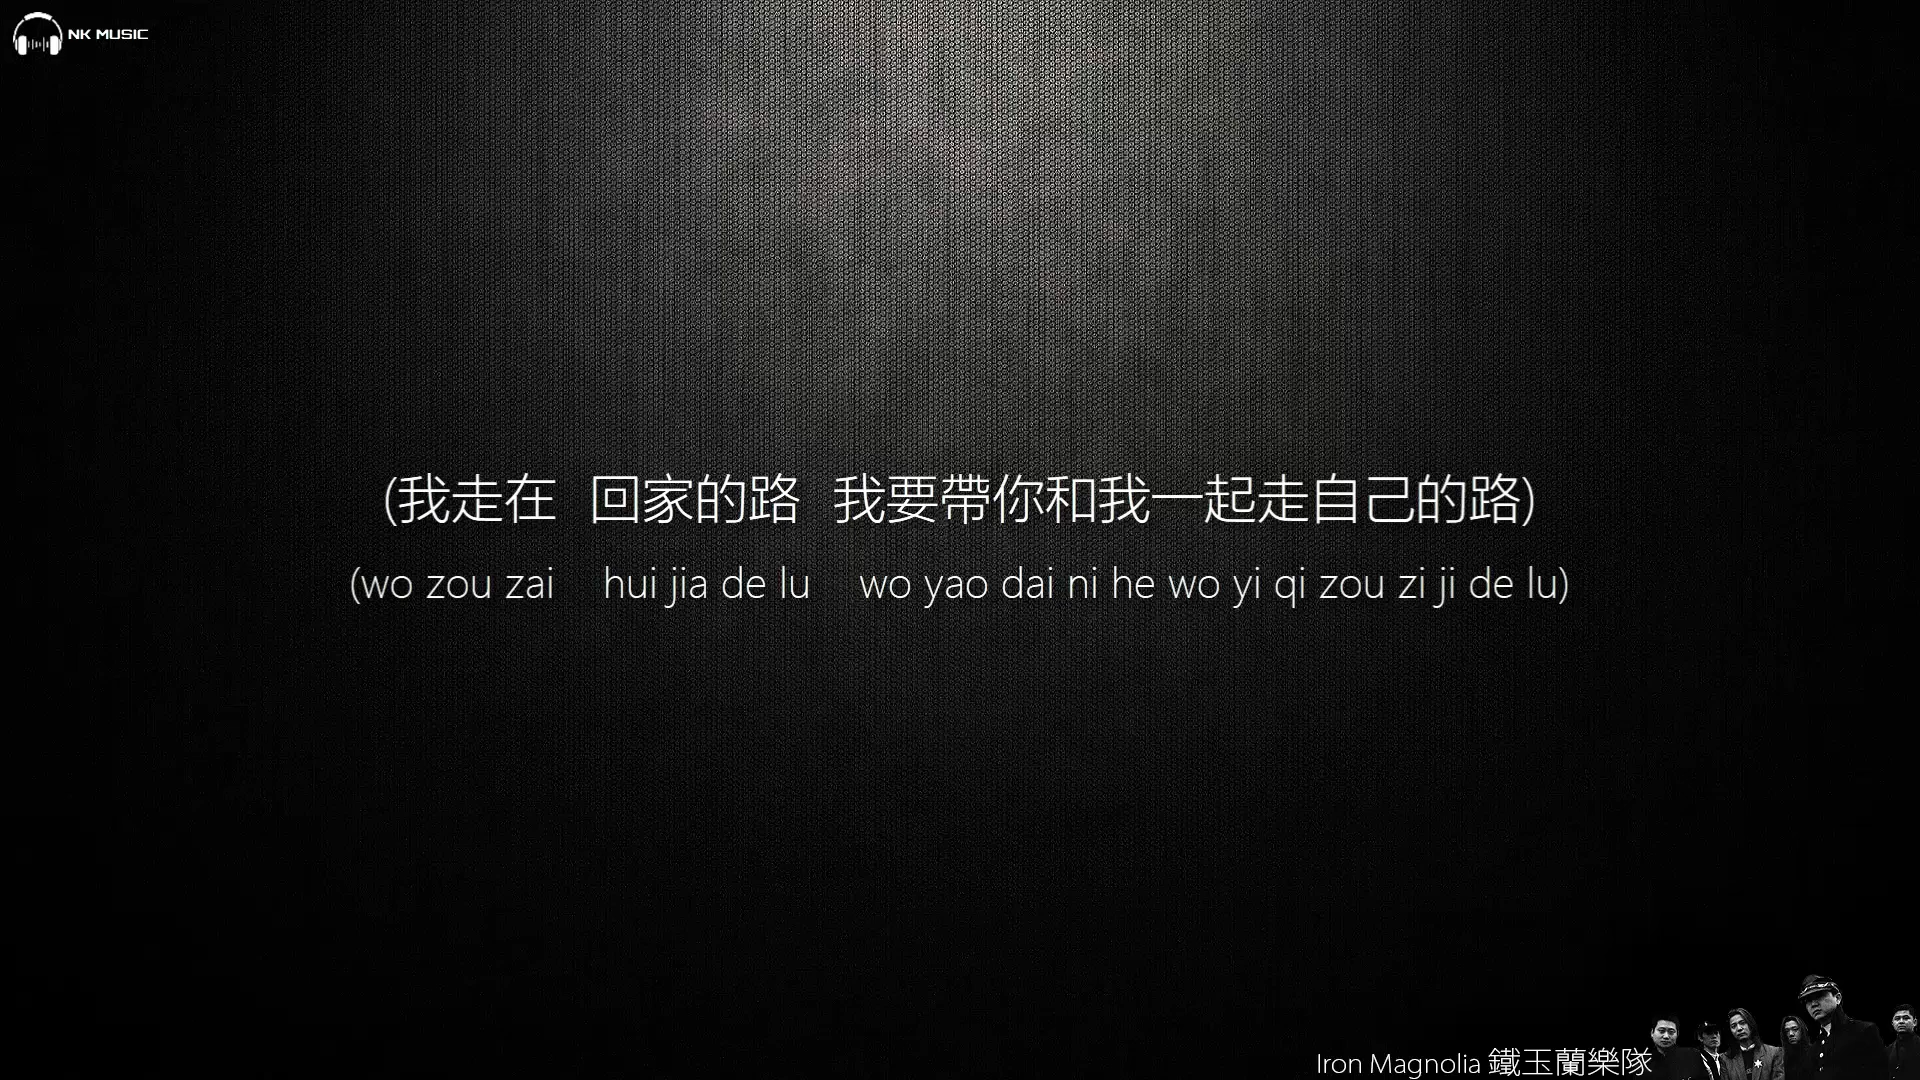 NK MUSIC
(我走在 回家的路 我要帶你和我一起走自己的路)
(wo zou zai hui jia de lu wo yao dai ni he wo yi qi zou zi ji de lu)
Iron Magnolia 鐵玉蘭樂隊